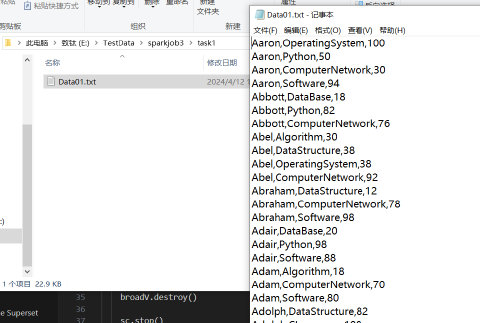 粘贴快捷方式
移动到 复制到 删除 重命名
文件夹
剪贴板 组织 新建
此电脑 > 数钛 (E:) > TestData > sparkjob3 > task1
名称 修改日期
Data01.txt 2024/4/12 1
1 个项目 22.9 KB
e Superset
35 broadV.destroy()
36
37 sc.stop()
Data01.txt - 记事本
文件(F) 编辑(E) 格式(O) 查看(V) 帮助(H)
Aaron,OperatingSystem,100
Aaron,Python,50
Aaron,ComputerNetwork,30
Aaron,Software,94
Abbott,DataBase,18
Abbott,Python,82
Abbott,ComputerNetwork,76
Abel,Algorithm,30
Abel,DataStructure,38
Abel,OperatingSystem,38
Abel,ComputerNetwork,92
Abraham,DataStructure,12
Abraham,ComputerNetwork,78
Abraham,Software,98
Adair,DataBase,20
Adair,Python,98
Adair,Software,88
Adam,Algorithm,18
Adam,ComputerNetwork,70
Adam,Software,80
Adolph,DataStructure,82